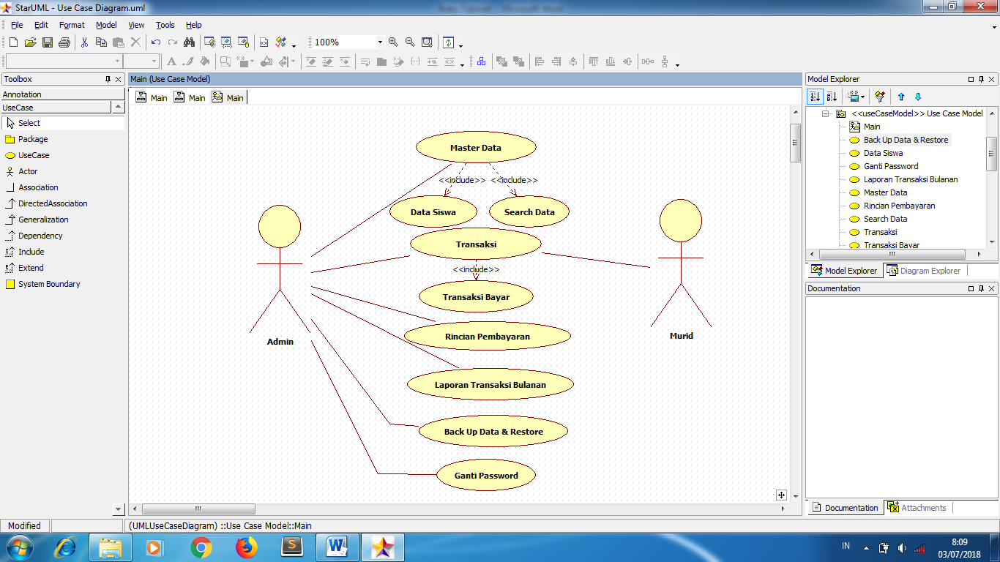 StarUML - Use Case Diagram.uml
File Edit Format Model View Tools Help
100%
Toolbox
Annotation
UseCase
Select
Package
UseCase
Actor
Association
DirectedAssociation
Generalization
Dependency
Include
Extend
System Boundary
Main (Use Case Model)
Main Main Main
Master Data
<<include>> <<include>>
Data Siswa Search Data
Transaksi
<<include>>
Transaksi Bayar
Rincian Pembayaran
Laporan Transaksi Bulanan
Back Up Data & Restore
Ganti Password
Admin
Murid
Model Explorer
<<useCaseModel>> Use Case Model
Main
Back Up Data & Restore
Data Siswa
Ganti Password
Laporan Transaksi Bulanan
Master Data
Rincian Pembayaran
Search Data
Transaksi
Transaksi Bayar
Model Explorer Diagram Explorer
Documentation
Documentation Attachments
Modified
(UMLUseCaseDiagram) ::Use Case Model::Main
IN
8:09
03/07/2018